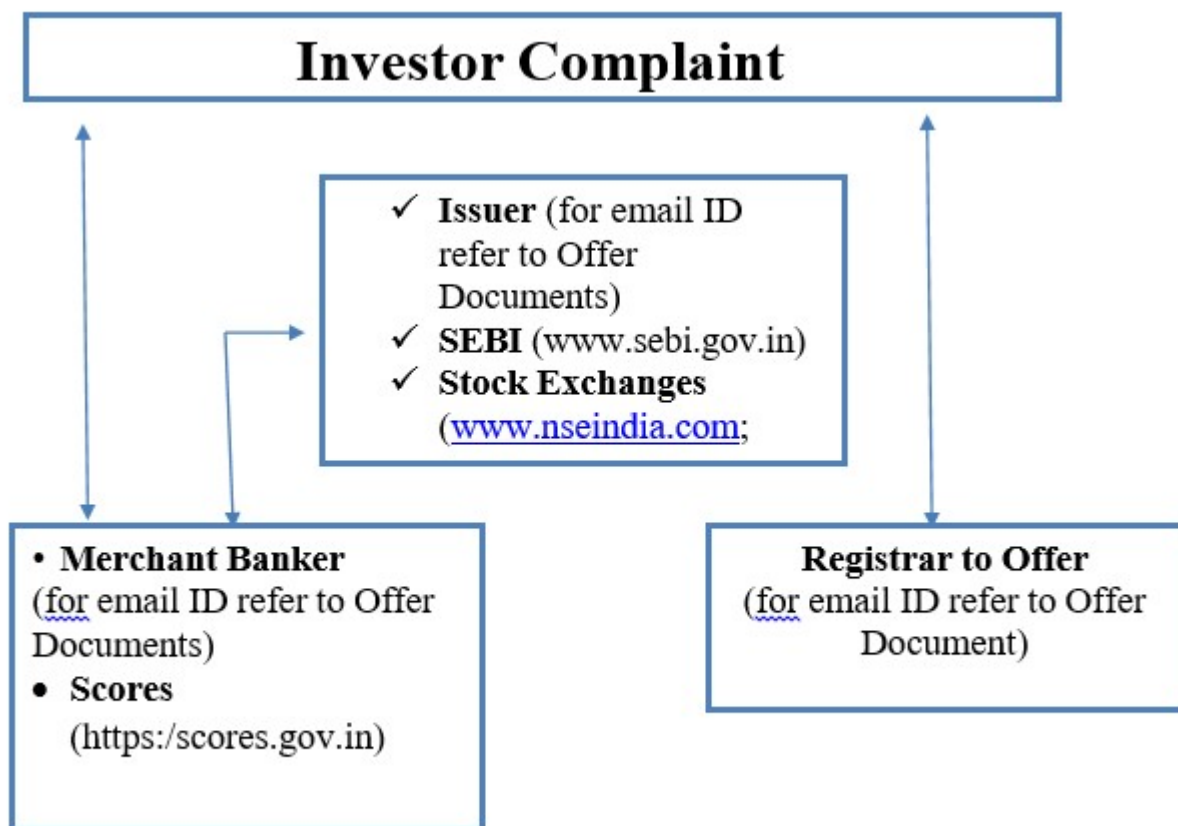 Investor Complaint
✓ Issuer (for email ID
refer to Offer
Documents)
✓ SEBI (www.sebi.gov.in)
✓ Stock Exchanges
(www.nseindia.com;
• Merchant Banker
(for email ID refer to Offer
Documents)
• Scores
(https:/scores.gov.in)
Registrar to Offer
(for email ID refer to Offer
Document)